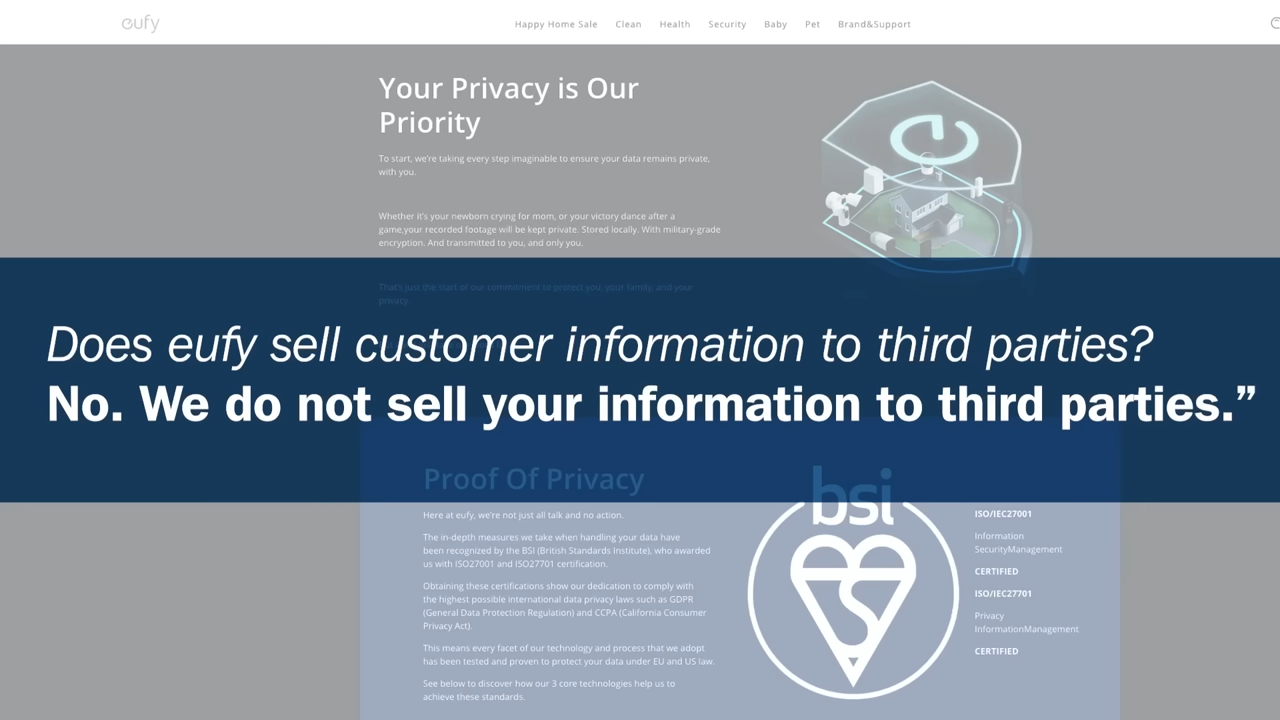 eufy
Happy Home Sale Clean Health Security Baby Pet Brand&Support
Your Privacy is Our
Priority
To start, we're taking every step imaginable to ensure your data remains private,
with you.
Whether it's your newborn crying for mom, or your victory dance after a
game,your recorded footage will be kept private. Stored locally. With military-grade
encryption. And transmitted to you, and only you.
That's just the start of our commitment to protect you, your family, and your
privacy.
Does eufy sell customer information to third parties?
No. We do not sell your information to third parties.”
Proof Of Privacy
Here at eufy, we're not just all talk and no action.
The in-depth measures we take when handling your data have
been recognized by the BSI (British Standards Institute), who awarded
us with ISO27001 and ISO27701 certification.
Obtaining these certifications show our dedication to comply with
the highest possible international data privacy laws such as GDPR
(General Data Protection Regulation) and CCPA (California Consumer
Privacy Act).
This means every facet of our technology and process that we adopt
has been tested and proven to protect your data under EU and US law.
See below to discover how our 3 core technologies help us to
achieve these standards.
bsi
ISO/IEC27001
Information
SecurityManagement
CERTIFIED
ISO/IEC27701
Privacy
InformationManagement
CERTIFIED